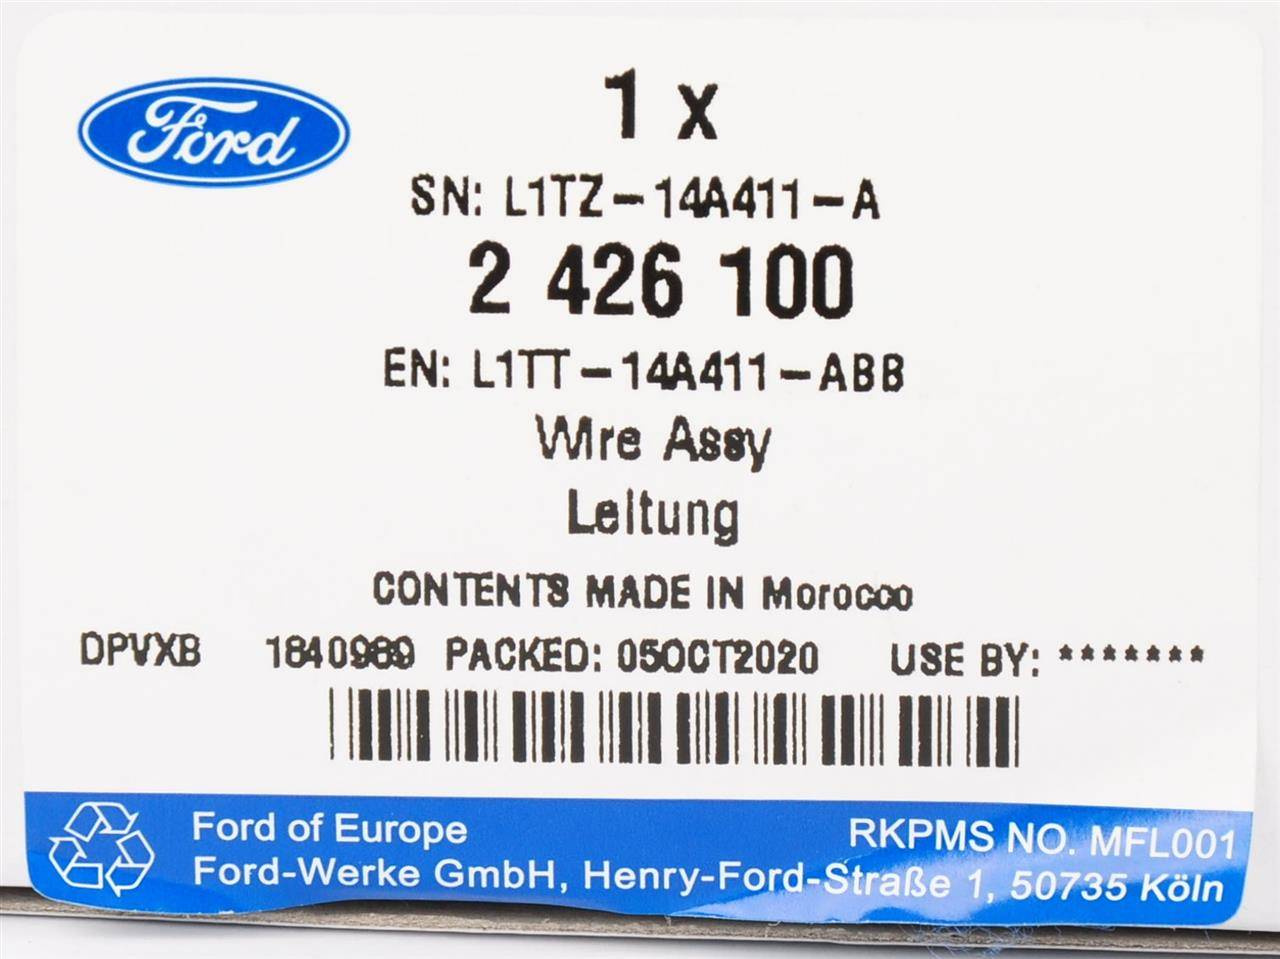 Ford
1 x
SN: L1TZ-14A411-A
2 426 100
EN: L1TT-14A411-ABB
Wire Assy
Leitung
CONTENTS MADE IN Morocco
DPVXB 1840989 PACKED: 05OCT2020 USE BY: *******
Ford of Europe RKPMS NO. MFL001
Ford-Werke GmbH, Henry-Ford-Straße 1, 50735 Köln